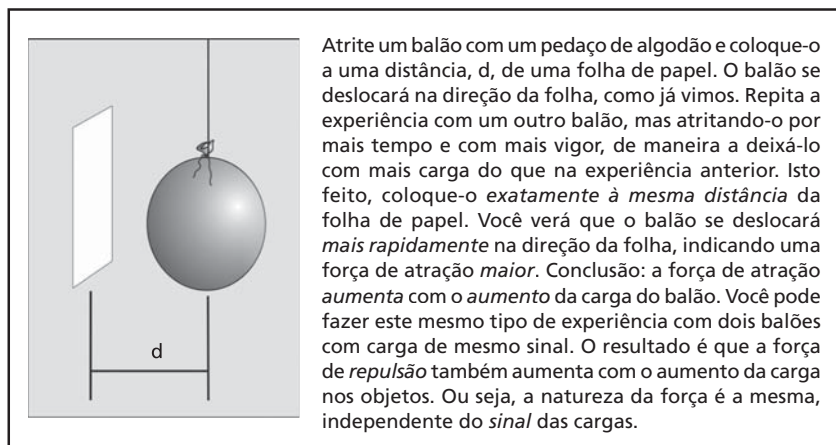 Atrite um balão com um pedaço de algodão e coloque-o
a uma distância, d, de uma folha de papel. O balão se
deslocará na direção da folha, como já vimos. Repita a
experiência com um outro balão, mas atritando-o por
mais tempo e com mais vigor, de maneira a deixá-lo
com mais carga do que na experiência anterior. Isto
feito, coloque-o exatamente à mesma distância da
folha de papel. Você verá que o balão se deslocará
mais rapidamente na direção da folha, indicando uma
força de atração maior. Conclusão: a força de atração
aumenta com o aumento da carga do balão. Você pode
fazer este mesmo tipo de experiência com dois balões
com carga de mesmo sinal. O resultado é que a força
de repulsão também aumenta com o aumento da carga
nos objetos. Ou seja, a natureza da força é a mesma,
independente do sinal das cargas.
d